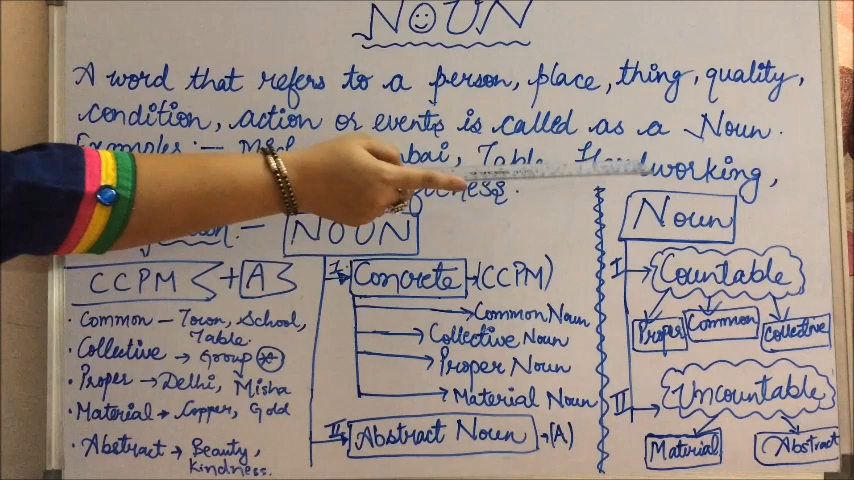 NOUN
A word that refers to a person, place, thing, quality,
condition, action or events is called as a Noun.
Examples:- Table, Hardworking,
NOUN
CCPM + A
· Common - Town, School,
Table.
· Collective → Group
· Proper → Delhi, Misha
· Material → Copper, Gold
· Abstract → Beauty,
Kindness.
I. Concrete → (CCPM)
Common Noun
Collective Noun
Proper Noun
Material Noun
II Abstract Noun → (A)
Noun
I Countable
Proper Common Collective
II Uncountable
Material Abstract